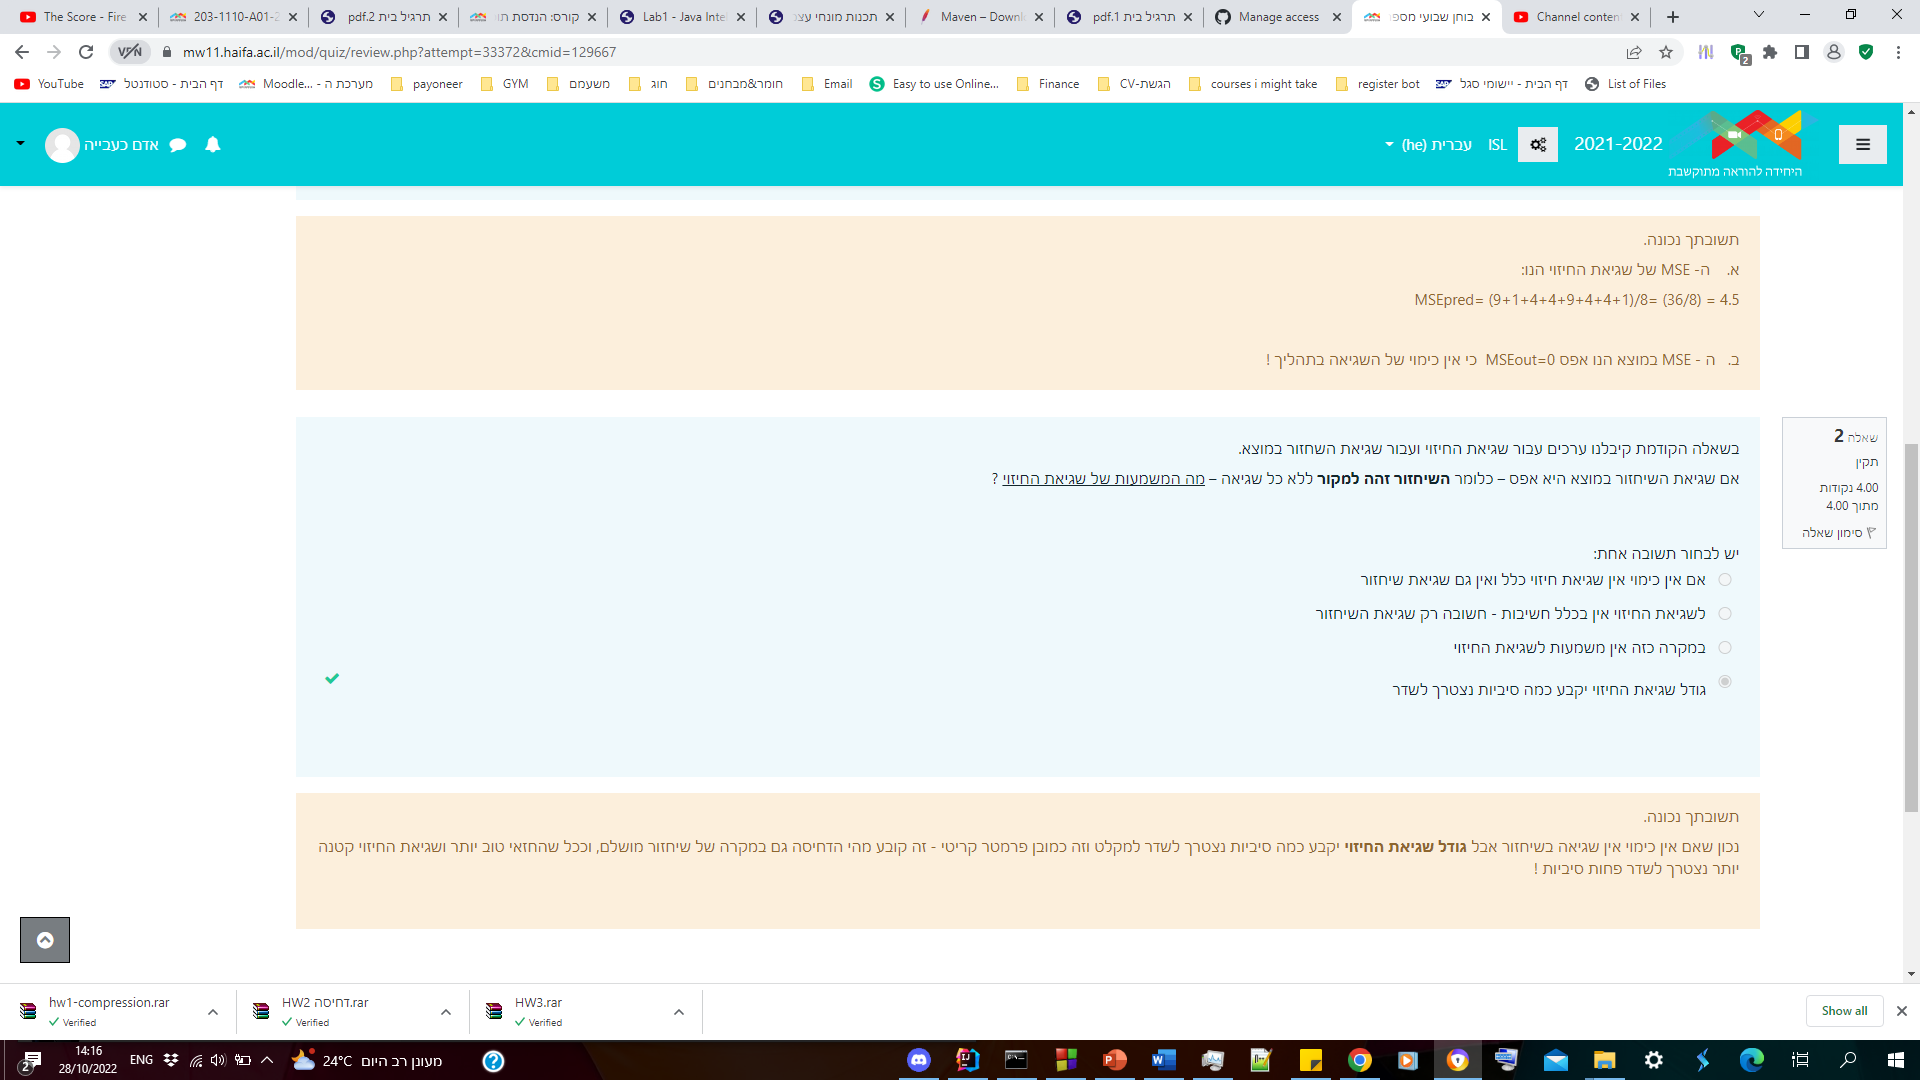 The Score - Fire
203-1110-A01-2
תרגיל בית 2.pdf
קורס: הנדסת תו
Lab1 - Java Inte
תכנות מונחי עצ
Maven – Downl
תרגיל בית 1.pdf
Manage access
בוחן שבועי מספ
Channel conten
mw11.haifa.ac.il/mod/quiz/review.php?attempt=33372&cmid=129667
YouTube
דף הבית - סטודנטל
Moodle... - מערכת ה
payoneer
GYM
משעמם
חוג
חומר&מבחנים
Email
Easy to use Online...
Finance
CV-הגשת
courses i might take
register bot
דף הבית - יישומי סגל
List of Files
אדם כעבייה
עברית (he)
ISL
2021-2022
היחידה להוראה מתוקשבת
תשובתך נכונה.
א. ה- MSE של שגיאת החיזוי הנו:
MSEpred= (9+1+4+4+9+4+4+1)/8= (36/8) = 4.5
ב. ה - MSE במוצא הנו אפס MSEout=0 כי אין כימוי של השגיאה בתהליך !
שאלה 2
תקין
4.00 נקודות
מתוך 4.00
סימון שאלה
בשאלה הקודמת קיבלנו ערכים עבור שגיאת החיזוי ועבור שגיאת השחזור במוצא.
אם שגיאת השיחזור במוצא היא אפס – כלומר השיחזור זהה למקור ללא כל שגיאה – מה המשמעות של שגיאת החיזוי ?
יש לבחור תשובה אחת:
אם אין כימוי אין שגיאת חיזוי כלל ואין גם שגיאת שיחזור
לשגיאת החיזוי אין בכלל חשיבות - חשובה רק שגיאת השיחזור
במקרה כזה אין משמעות לשגיאת החיזוי
גודל שגיאת החיזוי יקבע כמה סיביות נצטרך לשדר
תשובתך נכונה.
נכון שאם אין כימוי אין שגיאה בשיחזור אבל גודל שגיאת החיזוי יקבע כמה סיביות נצטרך לשדר למקלט וזה כמובן פרמטר קריטי - זה קובע מהי הדחיסה גם במקרה של שיחזור מושלם, וככל שהחזאי טוב יותר ושגיאת החיזוי קטנה
יותר נצטרך לשדר פחות סיביות !
hw1-compression.rar
Verified
HW2 דחיסה.rar
Verified
HW3.rar
Verified
Show all
14:16
28/10/2022
2
ENG
24°C מעונן רב היום